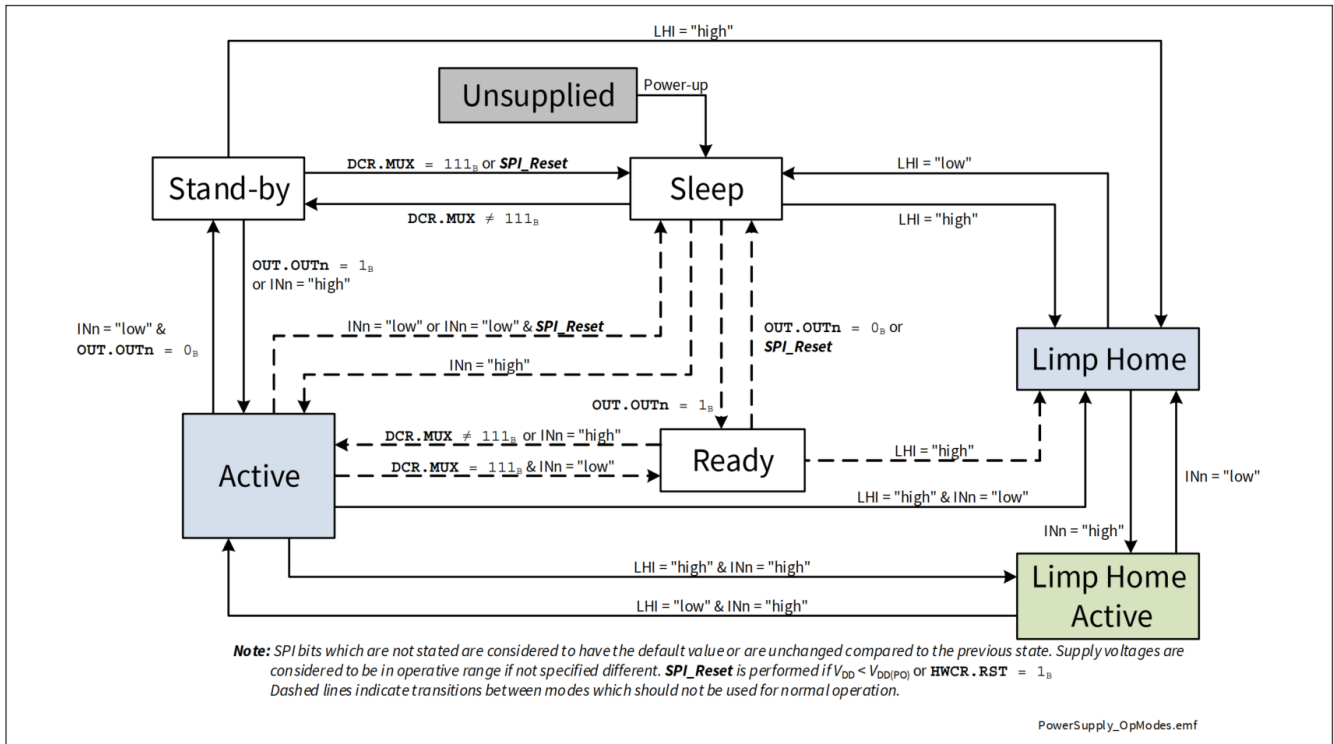 LHI = "high"
Unsupplied
Power-up
DCR.MUX = 111B or SPI_Reset
LHI = "low"
Stand-by
Sleep
DCR.MUX ≠ 111B
LHI = "high"
OUT.OUTn = 1B
or INn = "high"
INn = "low" &
OUT.OUTn = 0B
INn = "low" or INn = "low" & SPI_Reset
OUT.OUTn = 0B or
SPI_Reset
INn = "high"
Limp Home
OUT.OUTn = 1B
DCR.MUX ≠ 111B or INn = "high"
Active
Ready
LHI = "high"
DCR.MUX = 111B & INn = "low"
INn = "low"
LHI = "high" & INn = "low"
INn = "high"
LHI = "high" & INn = "high"
Limp Home
Active
LHI = "low" & INn = "high"
Note: SPI bits which are not stated are considered to have the default value or are unchanged compared to the previous state. Supply voltages are
considered to be in operative range if not specified different. SPI_Reset is performed if VDD < VDD(PO) or HWCR.RST = 1B
Dashed lines indicate transitions between modes which should not be used for normal operation.
PowerSupply_OpModes.emf